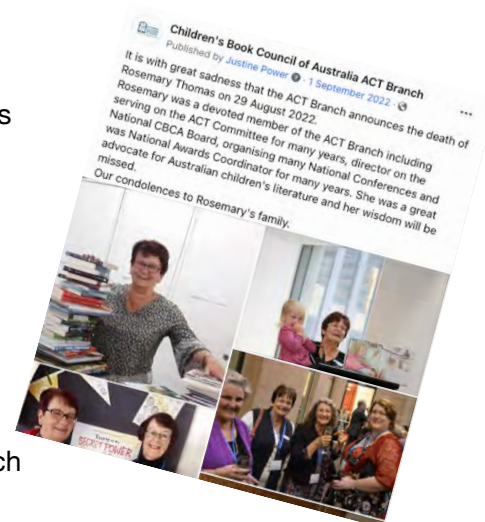 s
Children's Book Council of Australia ACT Branch
Published by Justine Power · 1 September 2022 ·
It is with great sadness that the ACT Branch announces the death of
Rosemary Thomas on 29 August 2022.
Rosemary was a devoted member of the ACT Branch including
serving on the ACT Committee for many years, director on the
National CBCA Board, organising many National Conferences and
was National Awards Coordinator for many years. She was a great
advocate for Australian children's literature and her wisdom will be
missed.
Our condolences to Rosemary's family.
SECRET POWER
ch